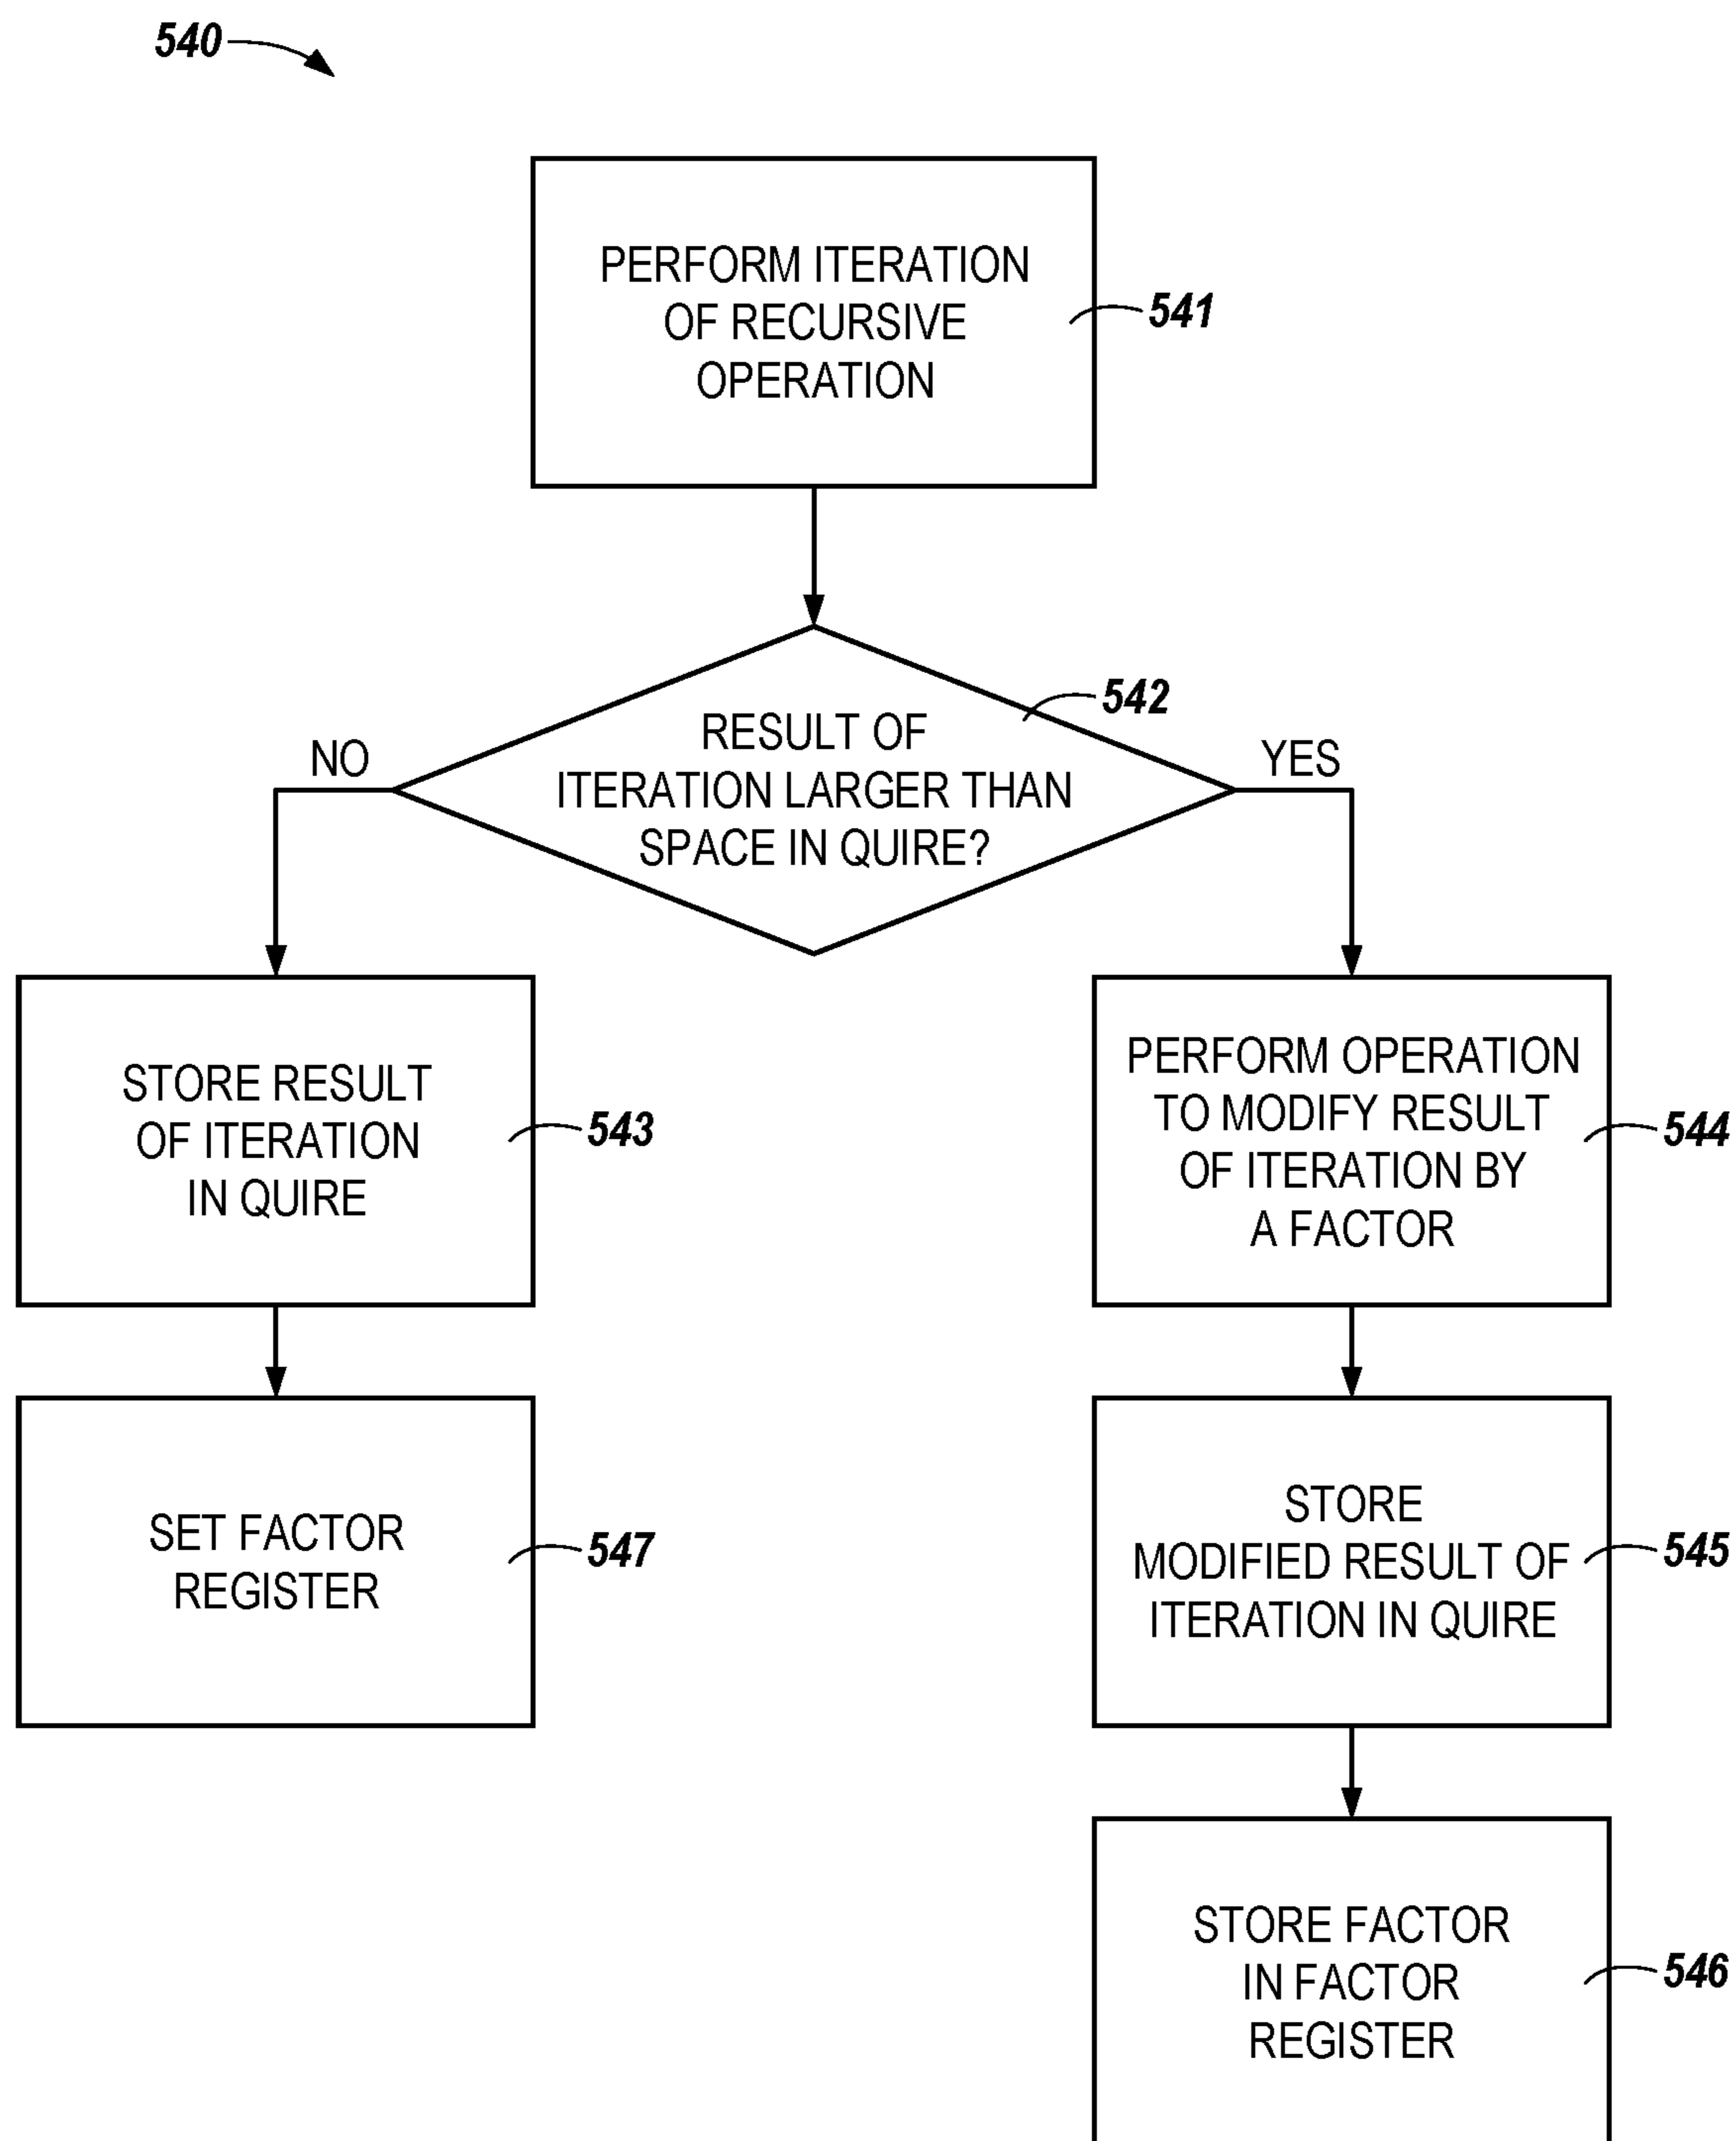 540
PERFORM ITERATION
OF RECURSIVE
OPERATION
541
542
RESULT OF
ITERATION LARGER THAN
SPACE IN QUIRE?
NO
YES
STORE RESULT
OF ITERATION
IN QUIRE
543
PERFORM OPERATION
TO MODIFY RESULT
OF ITERATION BY
A FACTOR
544
SET FACTOR
REGISTER
547
STORE
MODIFIED RESULT OF
ITERATION IN QUIRE
545
STORE FACTOR
IN FACTOR
REGISTER
546